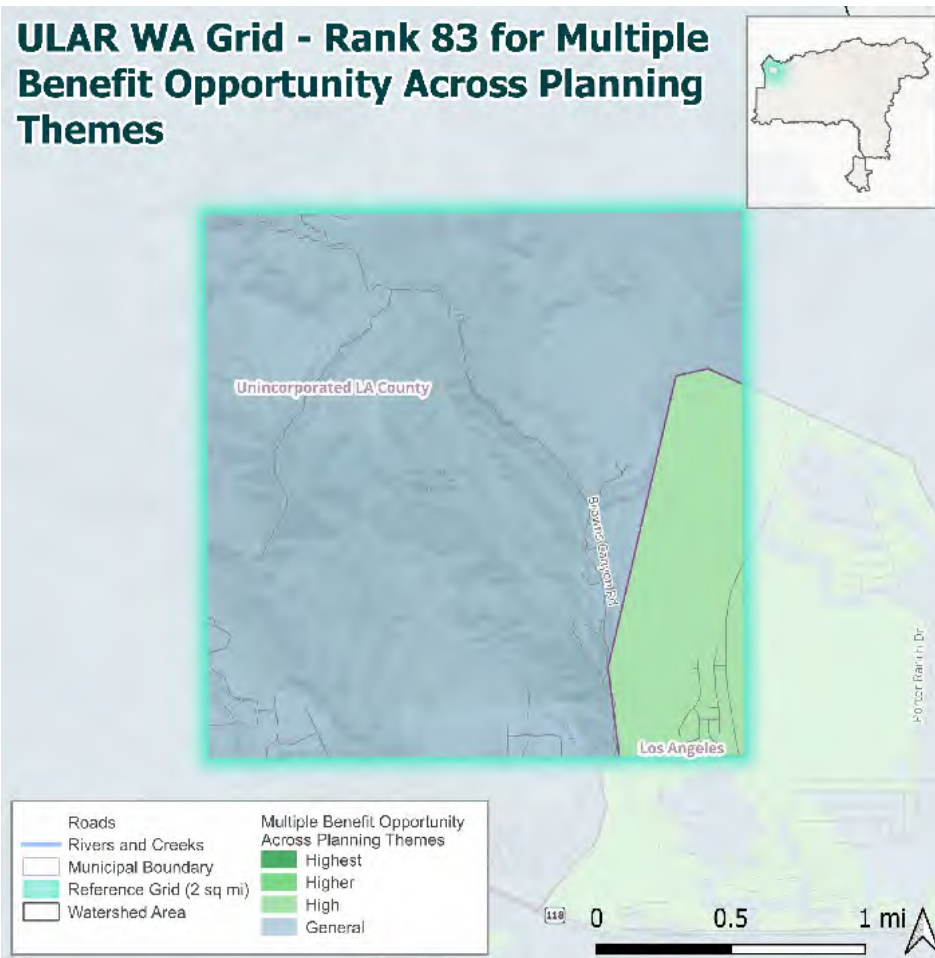 ULAR WA Grid - Rank 83 for Multiple
Benefit Opportunity Across Planning
Themes
Unincorporated LA County
Browns Canyon Rd
Porter Ranch Dr
Los Angeles
118
Roads
Rivers and Creeks
Municipal Boundary
Reference Grid (2 sq mi)
Watershed Area
Multiple Benefit Opportunity
Across Planning Themes
Highest
Higher
High
General
0 0.5 1 mi